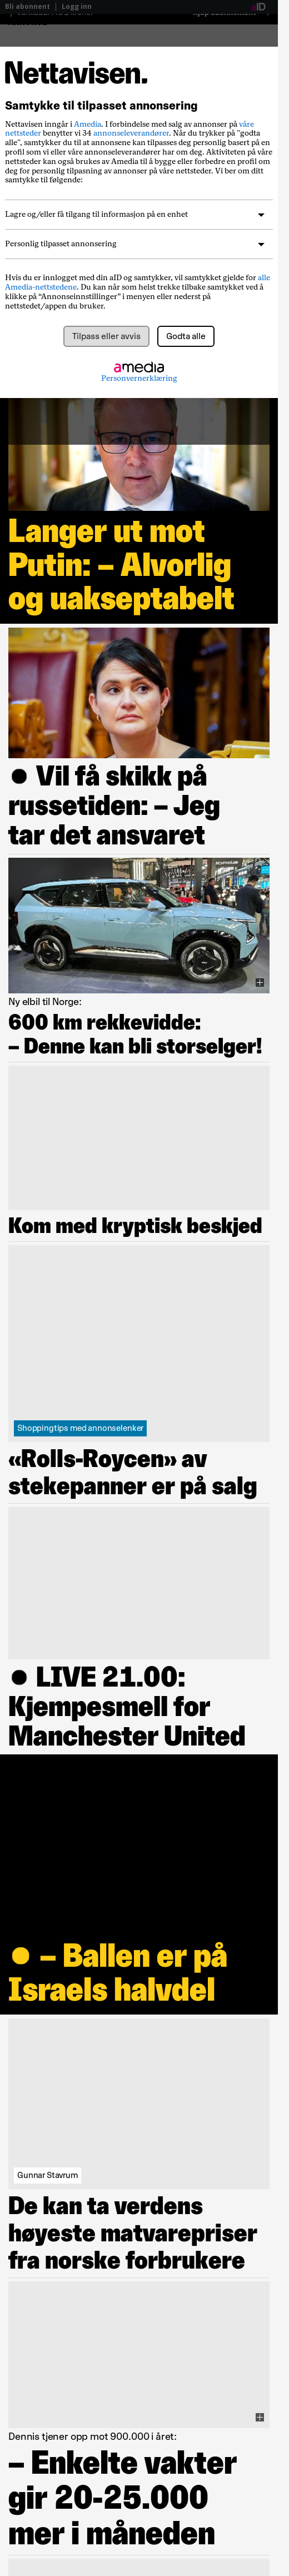 Bli abonnent | Logg inn
aID
Nettavisen.
Samtykke til tilpasset annonsering
Nettavisen inngår i Amedia. I forbindelse med salg av annonser på våre
nettsteder benytter vi 34 annonseleverandører. Når du trykker på "godta
alle", samtykker du til at annonsene kan tilpasses deg personlig basert på en
profil som vi eller våre annonseleverandører har om deg. Aktiviteten på våre
nettsteder kan også brukes av Amedia til å bygge eller forbedre en profil om
deg for personlig tilpasning av annonser på våre nettsteder. Vi ber om ditt
samtykke til følgende:
Lagre og/eller få tilgang til informasjon på en enhet
Personlig tilpasset annonsering
Hvis du er innlogget med din aID og samtykker, vil samtykket gjelde for alle
Amedia-nettstedene. Du kan når som helst trekke tilbake samtykket ved å
klikke på “Annonseinnstillinger” i menyen eller nederst på
nettstedet/appen du bruker.
Tilpass eller avvis
Godta alle
amedia
Personvernerklæring
Langer ut mot
Putin: – Alvorlig
og uakseptabelt
● Vil få skikk på
russetiden: – Jeg
tar det ansvaret
Ny elbil til Norge:
600 km rekkevidde:
– Denne kan bli storselger!
Kom med kryptisk beskjed
Shoppingtips med annonselenker
«Rolls-Roycen» av
stekepanner er på salg
● LIVE 21.00:
Kjempesmell for
Manchester United
● – Ballen er på
Israels halvdel
Gunnar Stavrum
De kan ta verdens
høyeste matvarepriser
fra norske forbrukere
Dennis tjener opp mot 900.000 i året:
– Enkelte vakter
gir 20-25.000
mer i måneden